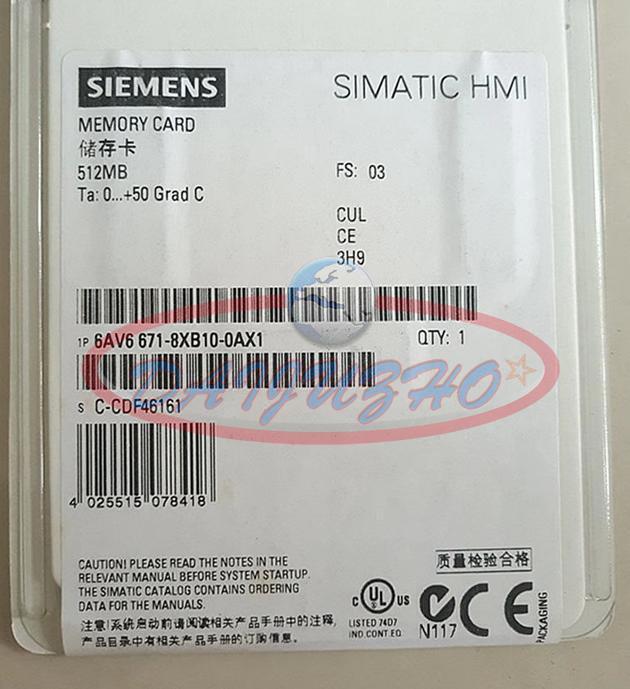 SIEMENS
SIMATIC HMI
MEMORY CARD
储存卡
512MB
FS: 03
Ta: 0...+50 Grad C
CUL
CE
3H9
1P 6AV6 671-8XB10-0AX1
QTY: 1
DAIJUZHO
S C-CDF46161
4 025515 078418
CAUTION! PLEASE READ THE NOTES IN THE
RELEVANT MANUAL BEFORE SYSTEM STARTUP.
THE SIMATIC CATALOG CONTAINS ORDERING
DATA FOR THE MANUALS.
注意!系统启动前请阅读相关产品手册中的注释,
产品目录中有相关产品手册的订购信息。
质量检验合格
C UL US
LISTED 74D7
IND.CONT.EQ.
N117
CE
PACKAGING